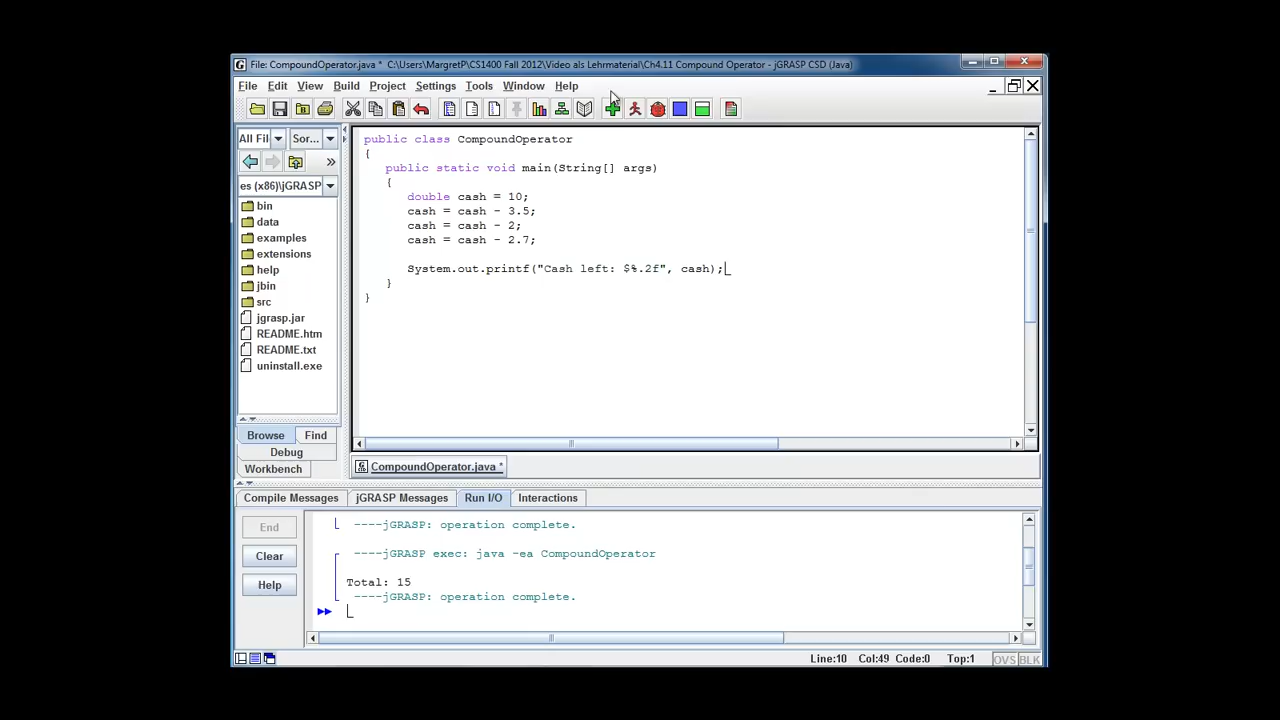 File: CompoundOperator.java * C:\Users\MargretP\CS1400 Fall 2012\Video als Lehrmaterial\Ch4.11 Compound Operator - jGRASP CSD (Java)
File Edit View Build Project Settings Tools Window Help
All Fil Sor...
es (x86)\jGRASP
bin
data
examples
extensions
help
jbin
src
jgrasp.jar
README.htm
README.txt
uninstall.exe
Browse Find
Debug
Workbench
public class CompoundOperator
{
public static void main(String[] args)
{
double cash = 10;
cash = cash - 3.5;
cash = cash - 2;
cash = cash - 2.7;
System.out.printf("Cash left: $%.2f", cash);
}
}
CompoundOperator.java *
Compile Messages jGRASP Messages Run I/O Interactions
End
Clear
Help
----jGRASP: operation complete.
----jGRASP exec: java -ea CompoundOperator
Total: 15
----jGRASP: operation complete.
Line:10 Col:49 Code:0 Top:1 OVS BLK